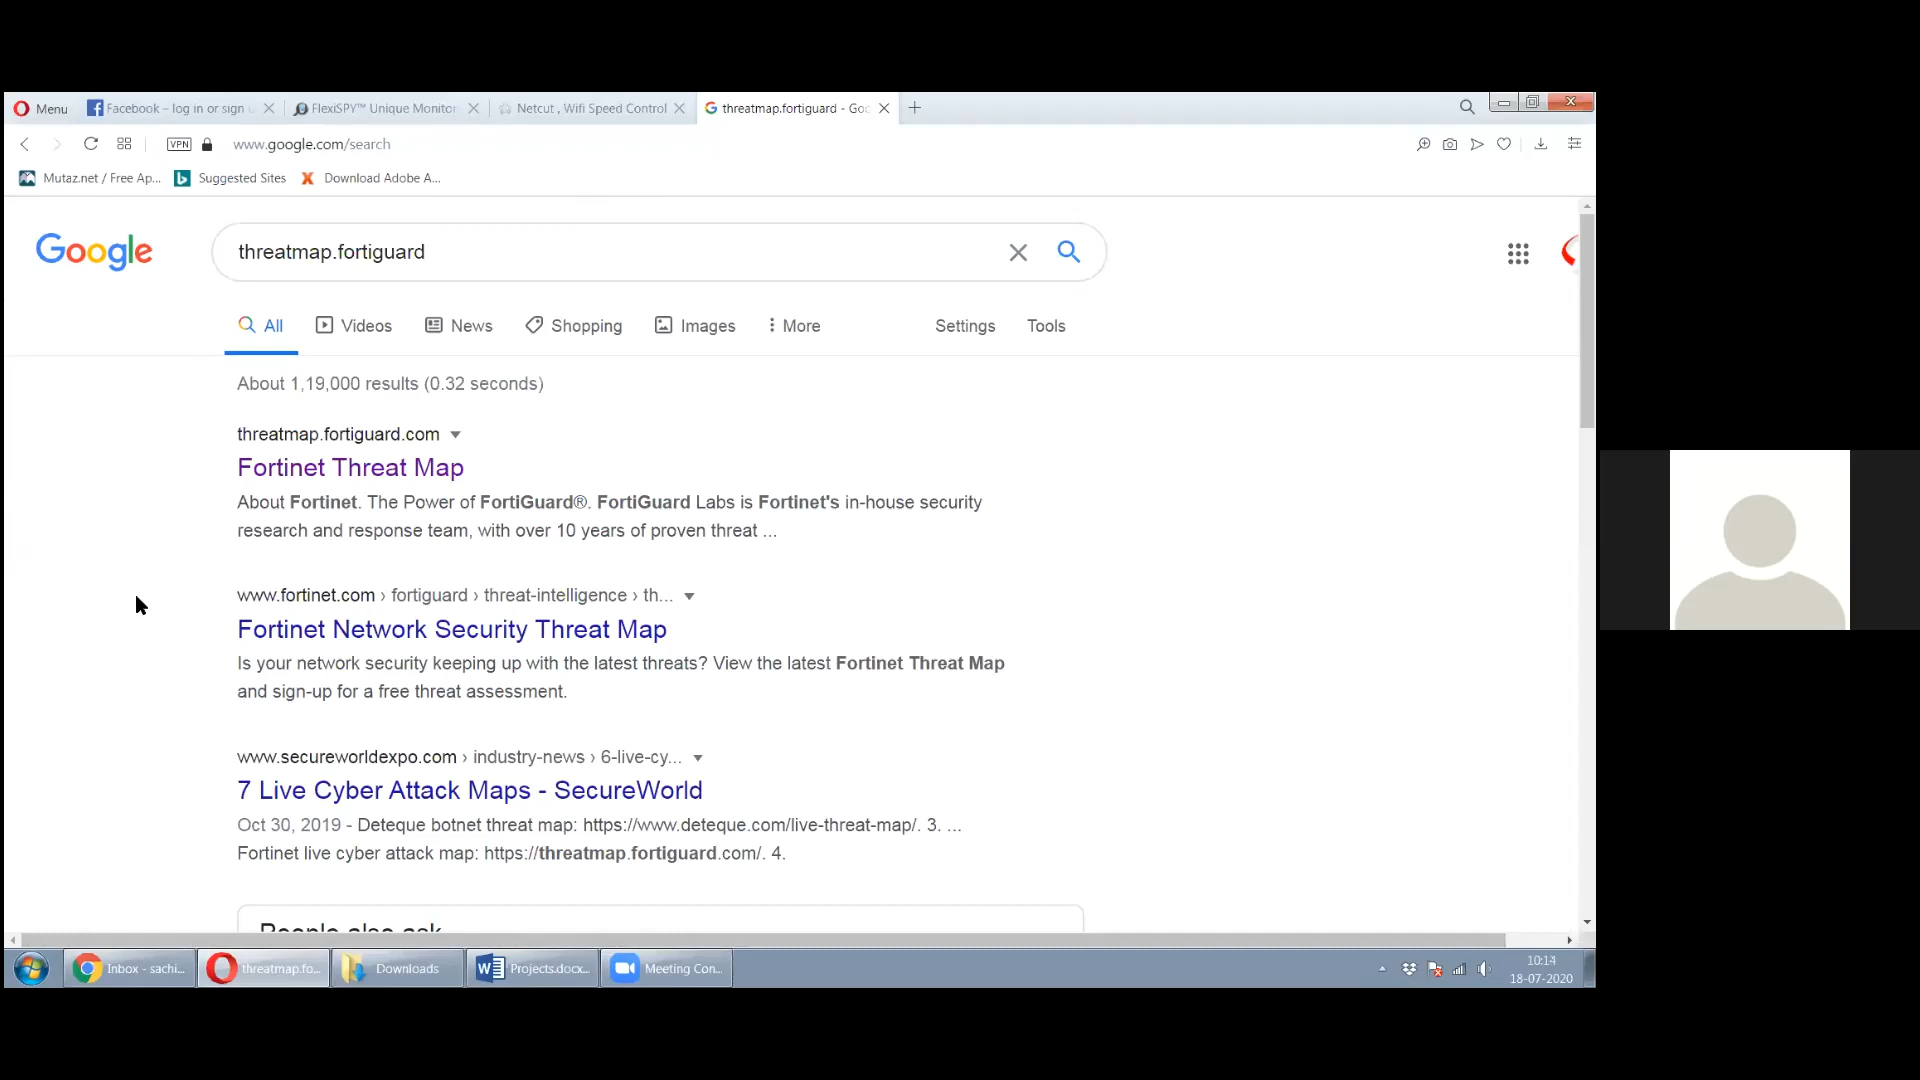 Menu
Facebook – log in or sign
FlexiSPY™ Unique Monitor
Netcut , Wifi Speed Control
threatmap.fortiguard - Goo
VPN
www.google.com/search
Mutaz.net / Free Ap...
Suggested Sites
Download Adobe A...
Google
threatmap.fortiguard
All
Videos
News
Shopping
Images
More
Settings
Tools
About 1,19,000 results (0.32 seconds)
threatmap.fortiguard.com
Fortinet Threat Map
About Fortinet. The Power of FortiGuard®. FortiGuard Labs is Fortinet's in-house security
research and response team, with over 10 years of proven threat ...
www.fortinet.com › fortiguard › threat-intelligence › th...
Fortinet Network Security Threat Map
Is your network security keeping up with the latest threats? View the latest Fortinet Threat Map
and sign-up for a free threat assessment.
www.secureworldexpo.com › industry-news › 6-live-cy...
7 Live Cyber Attack Maps - SecureWorld
Oct 30, 2019 - Deteque botnet threat map: https://www.deteque.com/live-threat-map/. 3. ...
Fortinet live cyber attack map: https://threatmap.fortiguard.com/. 4.
People also ask
Inbox - sachi...
threatmap.fo...
Downloads
Projects.docx...
Meeting Con...
10:14
18-07-2020